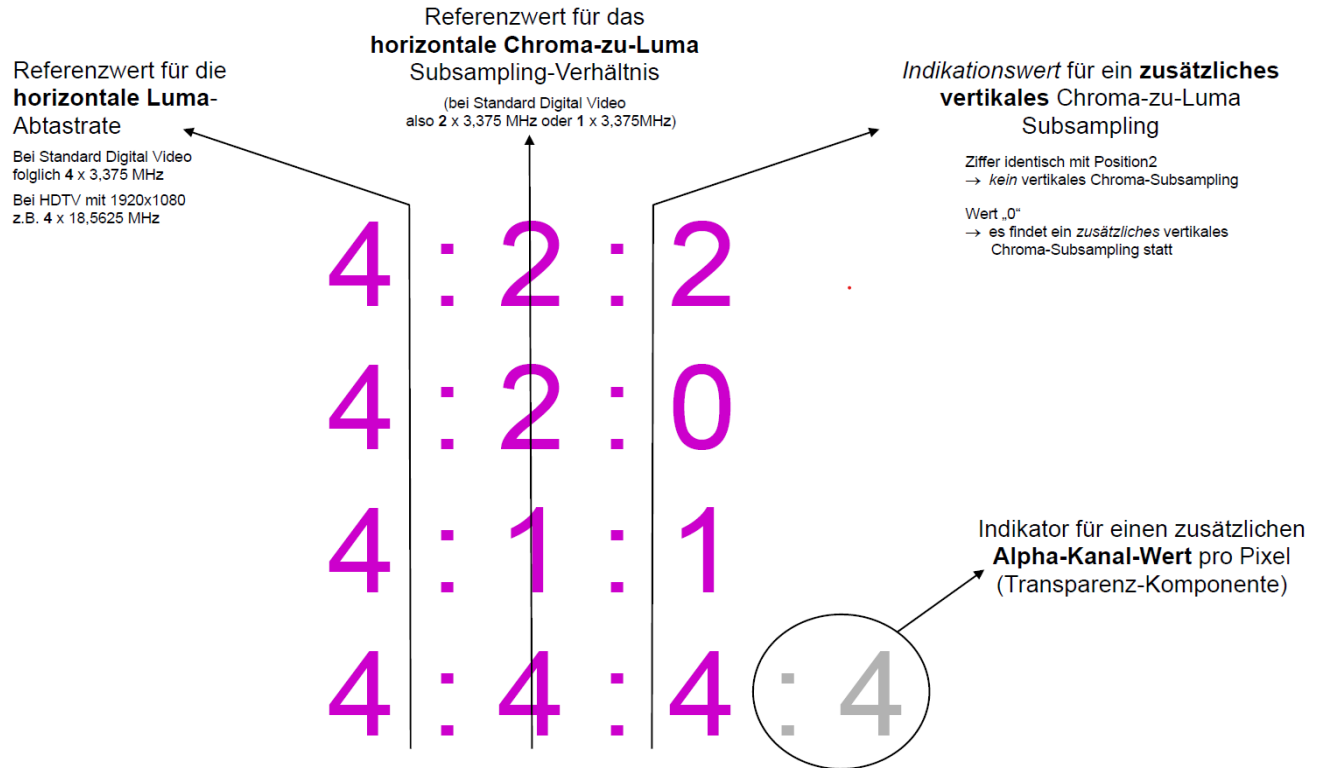 Referenzwert für die
horizontale Luma-
Abtastrate
Bei Standard Digital Video
folglich 4 x 3,375 MHz
Bei HDTV mit 1920x1080
z.B. 4 x 18,5625 MHz
Referenzwert für das
horizontale Chroma-zu-Luma
Subsampling-Verhältnis
(bei Standard Digital Video
also 2 x 3,375 MHz oder 1 x 3,375MHz)
Indikationswert für ein zusätzliches
vertikales Chroma-zu-Luma
Subsampling
Ziffer identisch mit Position2
→ kein vertikales Chroma-Subsampling
Wert „0“
→ es findet ein zusätzliches vertikales
Chroma-Subsampling statt
4 : 2 : 2
4 : 2 : 0
4 : 1 : 1
4 : 4 : 4 : 4
Indikator für einen zusätzlichen
Alpha-Kanal-Wert pro Pixel
(Transparenz-Komponente)